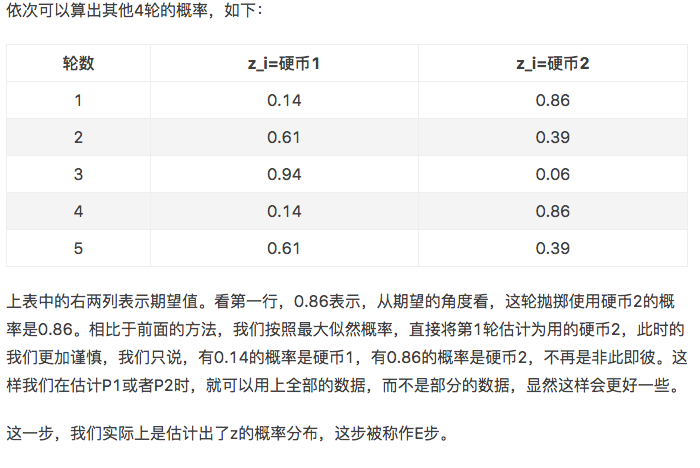 依次可以算出其他4轮的概率，如下：
轮数 z_i=硬币1 z_i=硬币2
1 0.14 0.86
2 0.61 0.39
3 0.94 0.06
4 0.14 0.86
5 0.61 0.39
上表中的右两列表示期望值。看第一行，0.86表示，从期望的角度看，这轮抛掷使用硬币2的概
率是0.86。相比于前面的方法，我们按照最大似然概率，直接将第1轮估计为用的硬币2，此时的
我们更加谨慎，我们只说，有0.14的概率是硬币1，有0.86的概率是硬币2，不再是非此即彼。这
样我们在估计P1或者P2时，就可以用上全部的数据，而不是部分的数据，显然这样会更好一些。
这一步，我们实际上是估计出了z的概率分布，这步被称作E步。